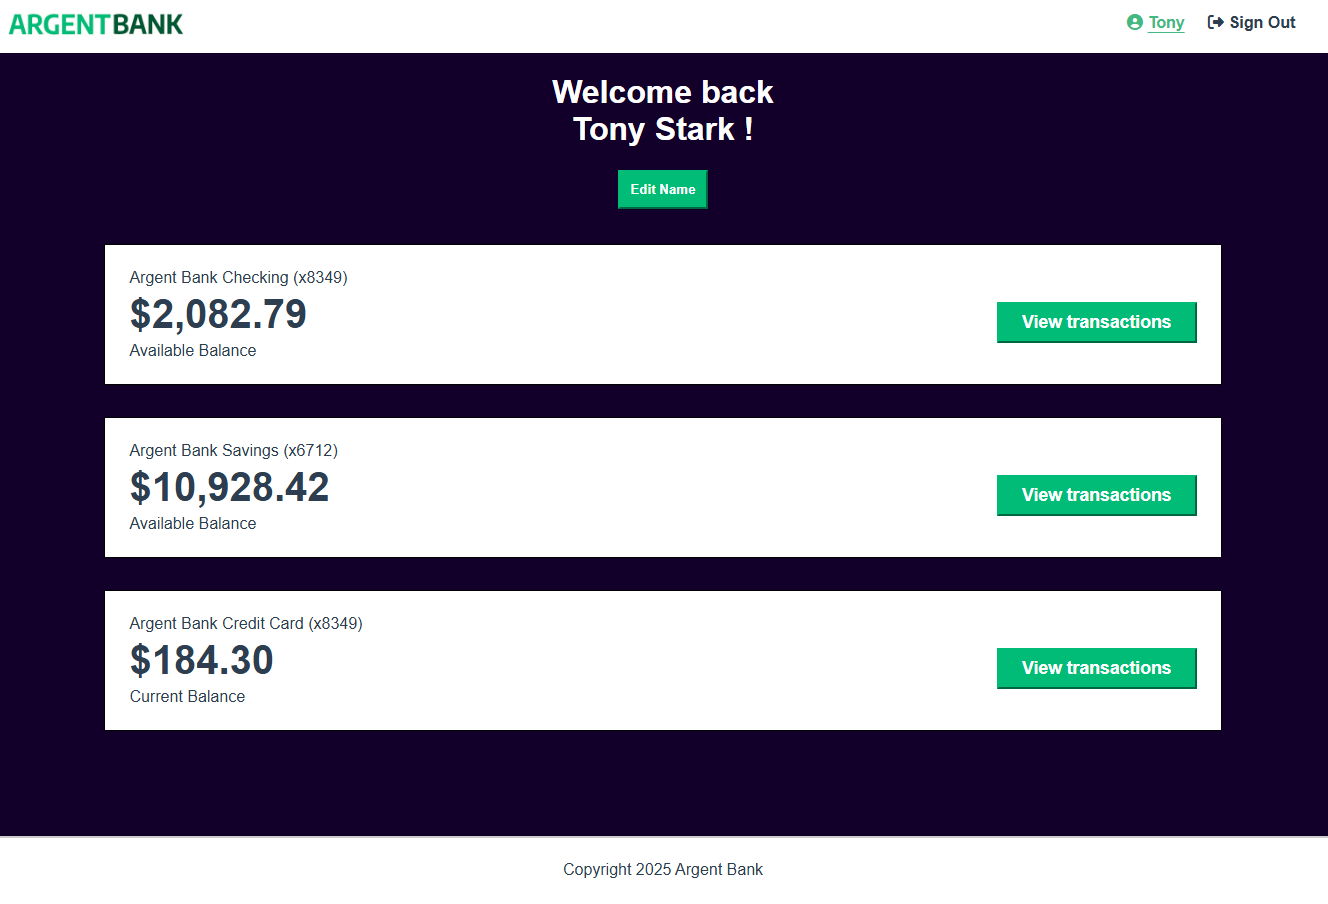 ARGENTBANK
Tony Sign Out
Welcome back
Tony Stark !
Edit Name
Argent Bank Checking (x8349)
$2,082.79
Available Balance
View transactions
Argent Bank Savings (x6712)
$10,928.42
Available Balance
View transactions
Argent Bank Credit Card (x8349)
$184.30
Current Balance
View transactions
Copyright 2025 Argent Bank